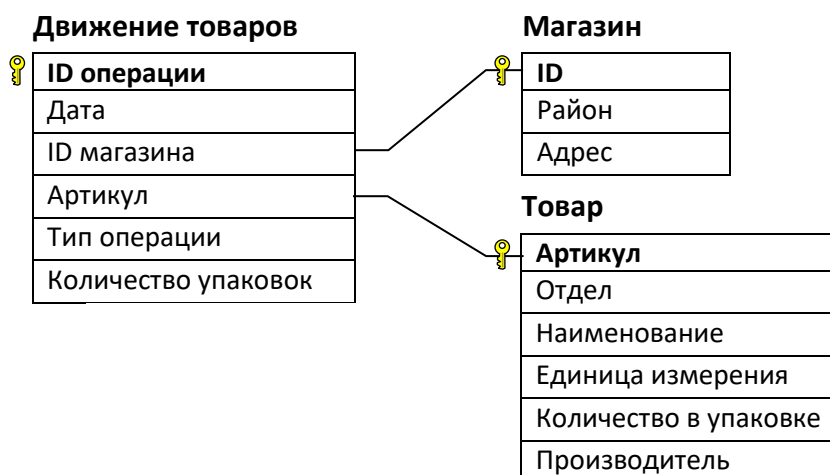 Движение товаров
ID операции
Дата
ID магазина
Артикул
Тип операции
Количество упаковок
Магазин
ID
Район
Адрес
Товар
Артикул
Отдел
Наименование
Единица измерения
Количество в упаковке
Производитель